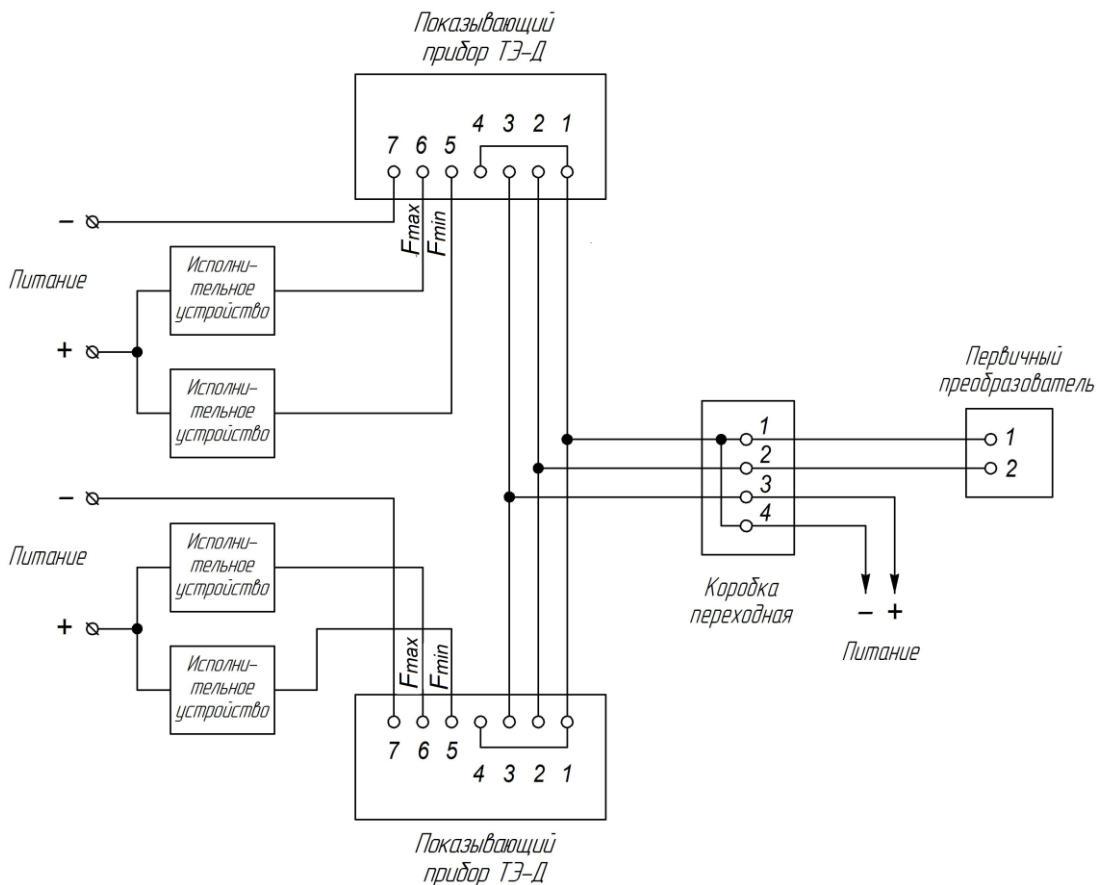 Показывающий
прибор ТЭ-Д
7 6 5 4 3 2 1
Fmax
Fmin
−
Питание
+
Исполни-
тельное
устройство
Исполни-
тельное
устройство
Первичный
преобразователь
1
2
1
2
3
4
Коробка
переходная
− +
Питание
−
Питание
+
Исполни-
тельное
устройство
Исполни-
тельное
устройство
Fmax
Fmin
7 6 5 4 3 2 1
Показывающий
прибор ТЭ-Д